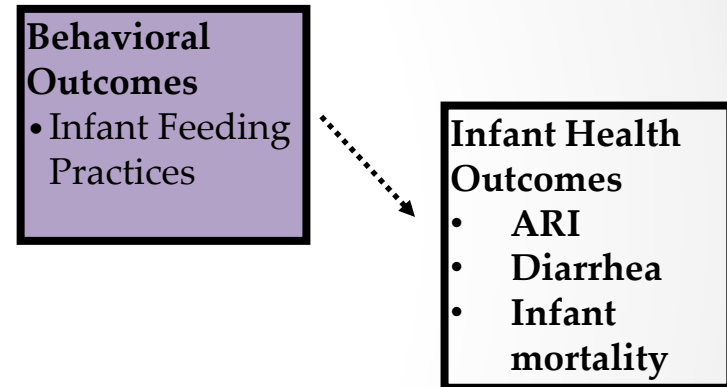 Behavioral
Outcomes
• Infant Feeding
Practices
Infant Health
Outcomes
• ARI
• Diarrhea
• Infant
mortality